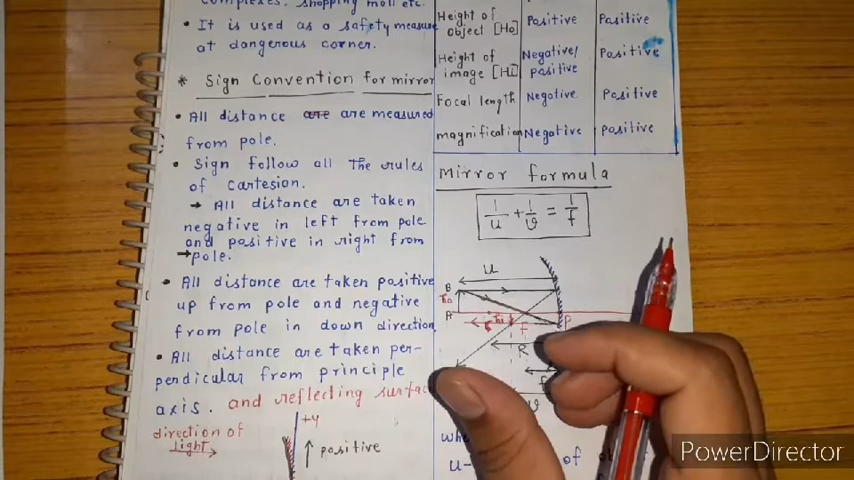 complexes, shopping moll etc.
• It is used as a safety measure
at dangerous corner.
* Sign Convention for mirror
• All distance are are measured
from pole.
• Sign follow all the rules
of cartesion.
→ All distance are taken
negative in left from pole
and positive in right from
→ pole.
• All distance are taken positive
up from pole and negative
from pole in down direction.
• All distance are taken per-
pendicular from principle
axis. and reflecting surface
direction of
light
+y
↑ positive
Height of
object [Ho] Positive Positive
Height of
image [Hi] Negative/ Positive
positive
Focal length Negative Positive
magnification Negative Positive
Mirror formula
1/u + 1/v = 1/f
u
B
ho
A
hi
F
P
R
f
v
u-
of
PowerDirector